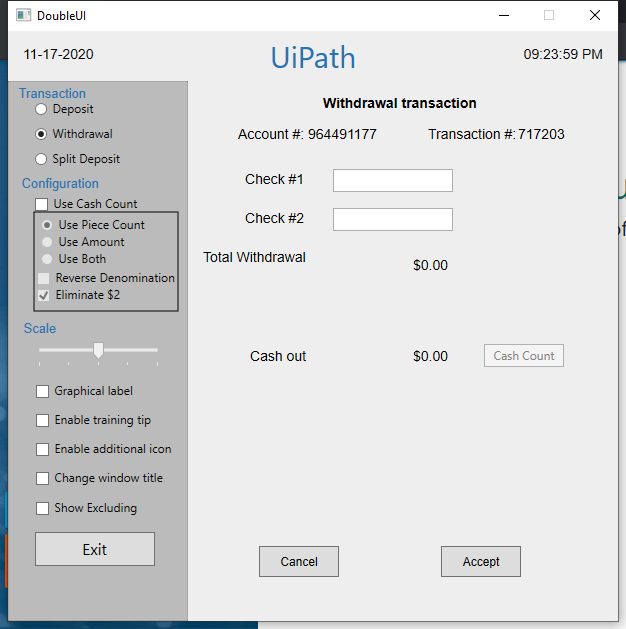 DoubleUI
11-17-2020
UiPath
09:23:59 PM
Transaction
Deposit
Withdrawal
Split Deposit
Configuration
Use Cash Count
Use Piece Count
Use Amount
Use Both
Reverse Denomination
Eliminate $2
Scale
Graphical label
Enable training tip
Enable additional icon
Change window title
Show Excluding
Exit
Withdrawal transaction
Account #: 964491177 Transaction #: 717203
Check #1
Check #2
Total Withdrawal $0.00
Cash out $0.00 Cash Count
Cancel Accept